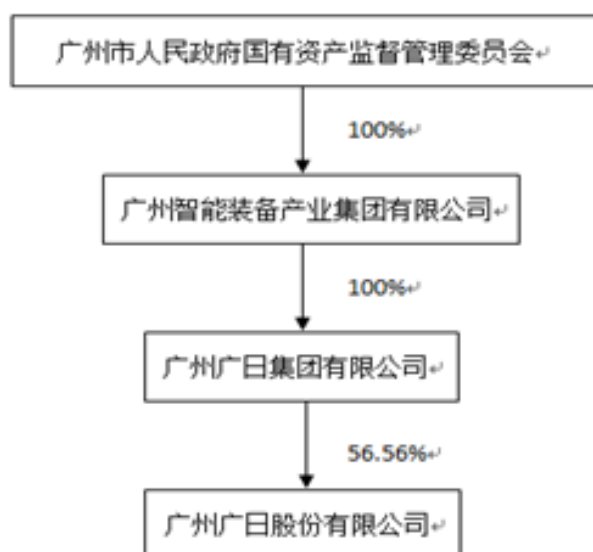 广州市人民政府国有资产监督管理委员会
100%
广州智能装备产业集团有限公司
100%
广州广日集团有限公司
56.56%
广州广日股份有限公司